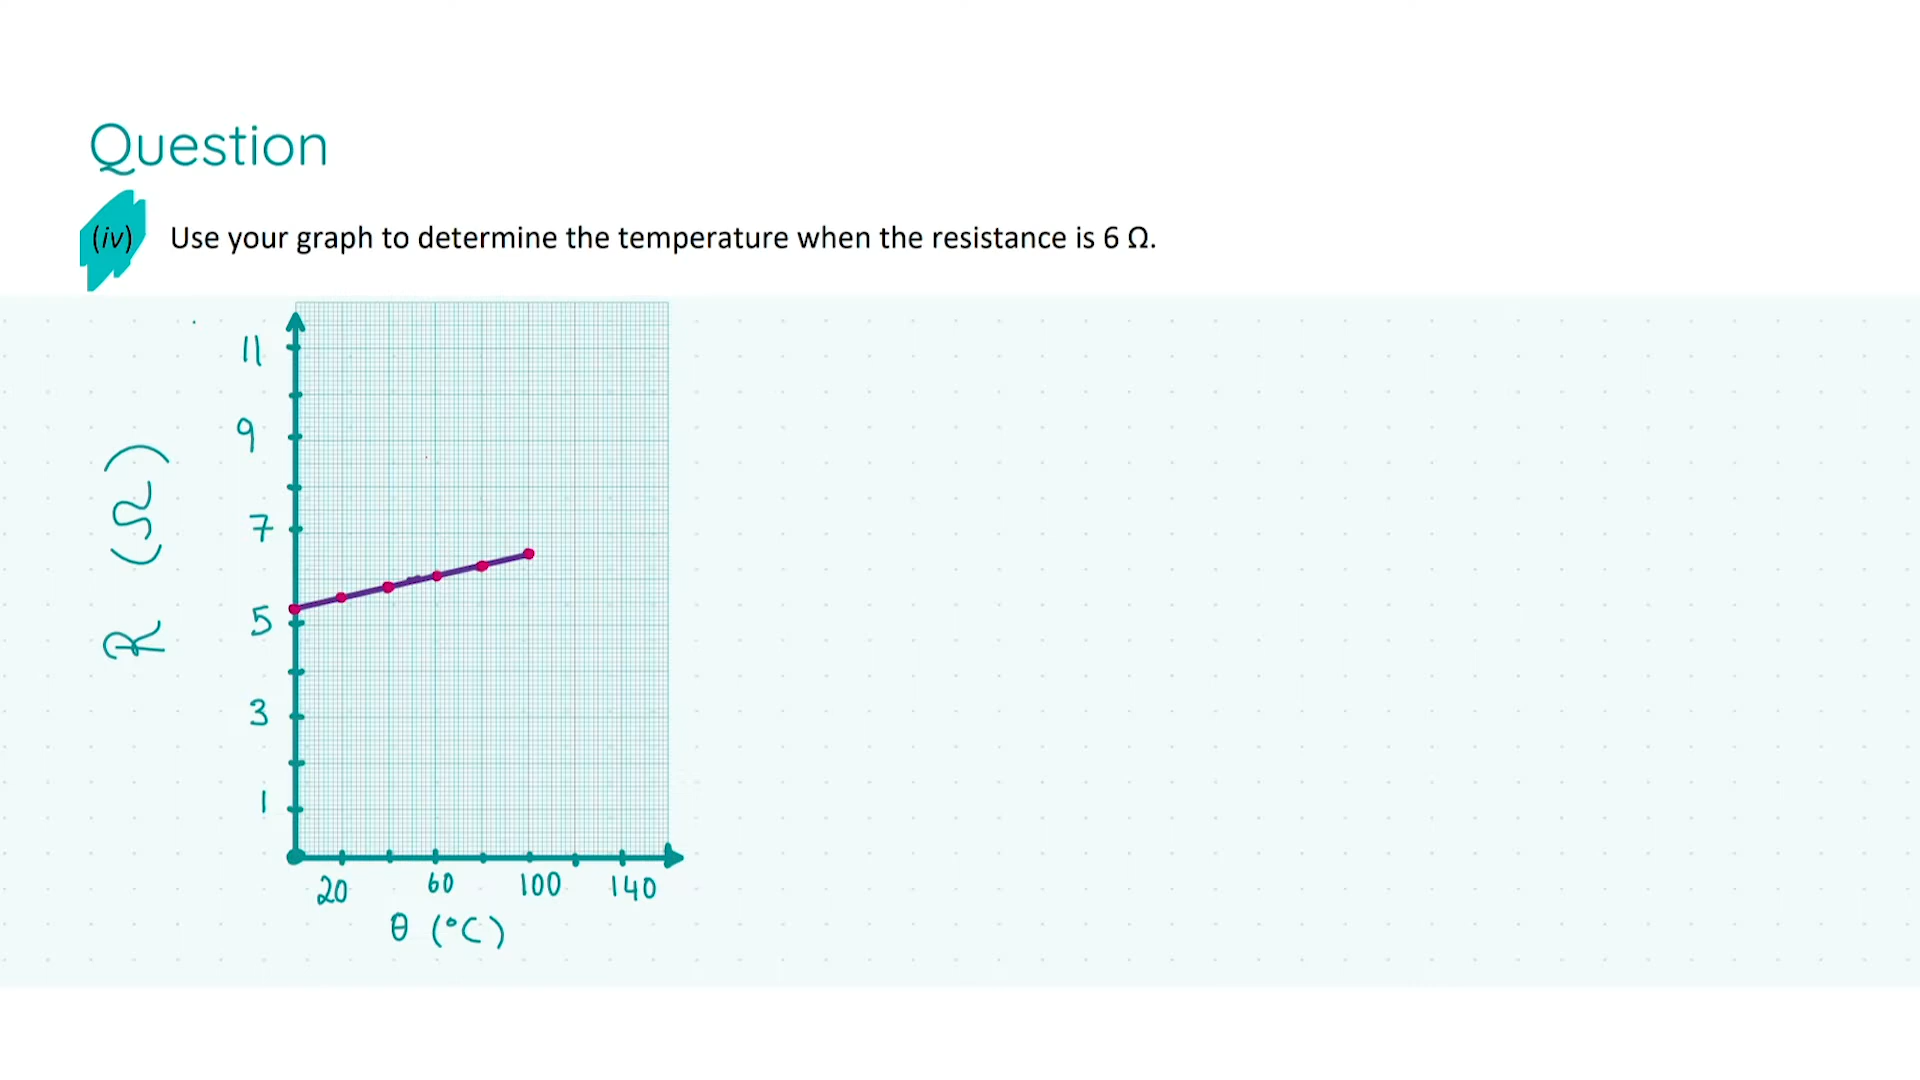 Question
(iv) Use your graph to determine the temperature when the resistance is 6 Ω.
R (Ω)
11
9
7
5
3
1
20 60 100 140
θ (°C)